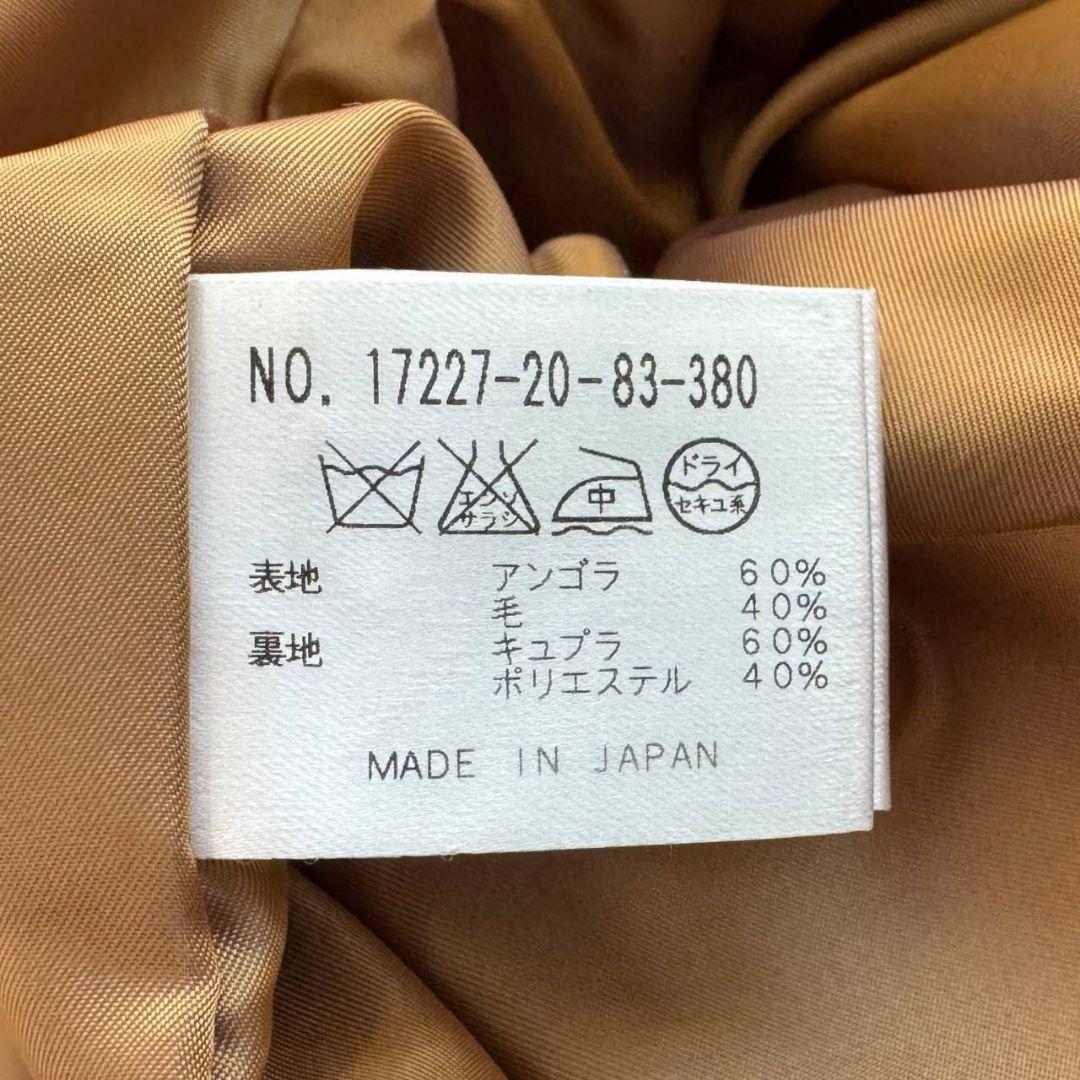 NO. 17227-20-83-380
エンソ サラシ 中 ドライ セキユ系
表地 アンゴラ 60%
毛 40%
裏地 キュプラ 60%
ポリエステル 40%
MADE IN JAPAN